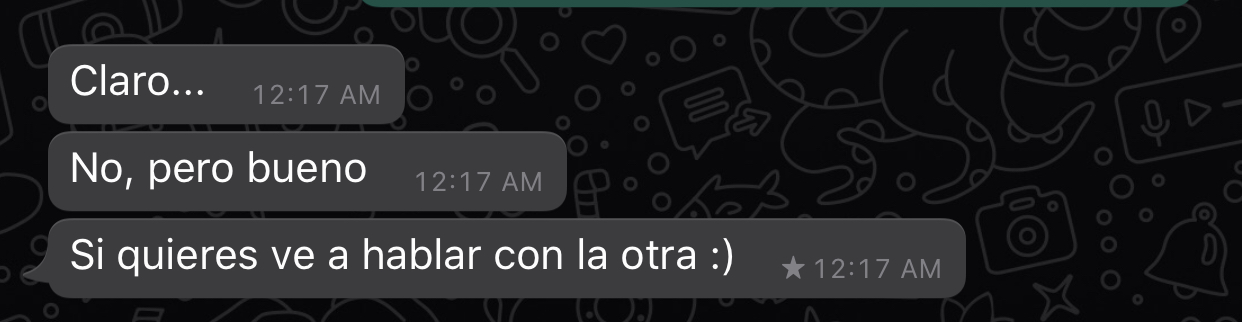 Claro... 12:17 AM
No, pero bueno 12:17 AM
Si quieres ve a hablar con la otra :) ★ 12:17 AM